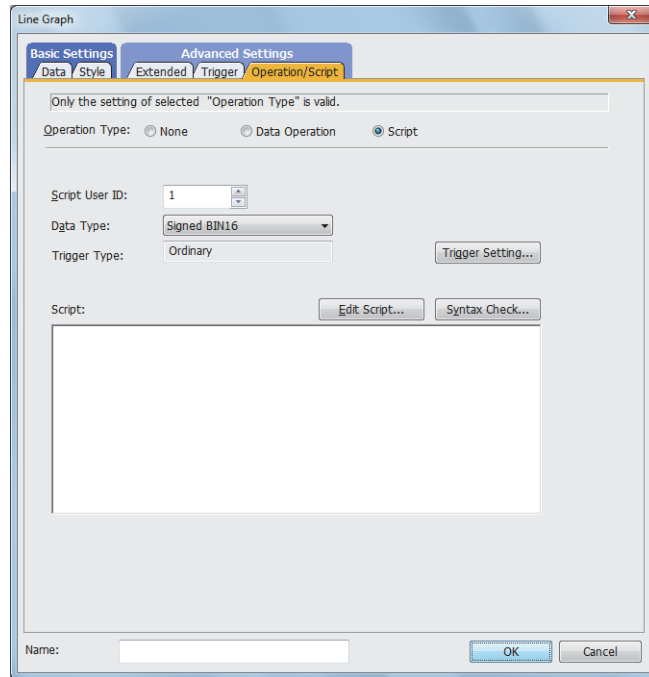 Line Graph
Basic Settings Advanced Settings
Data Style Extended Trigger Operation/Script
Only the setting of selected "Operation Type" is valid.
Operation Type: None Data Operation Script
Script User ID: 1
Data Type: Signed BIN16
Trigger Type: Ordinary Trigger Setting...
Script: Edit Script... Syntax Check...
Name: OK Cancel